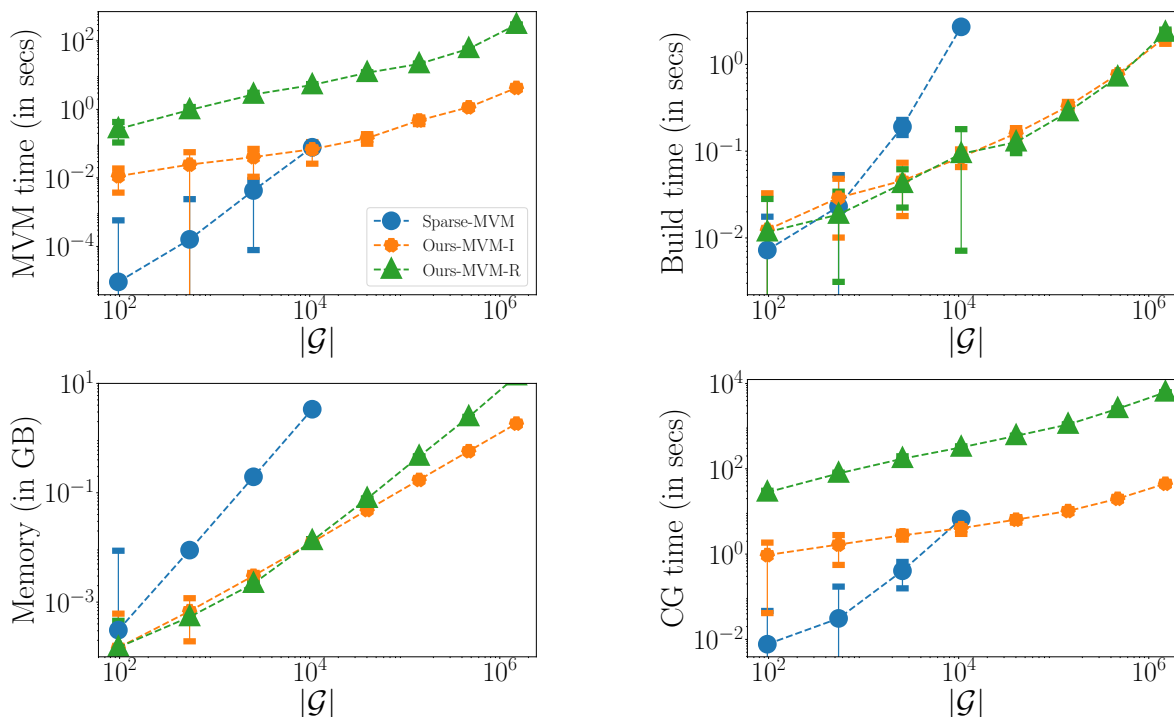 MVM time (in secs)
10^2
10^0
10^{-2}
10^{-4}
Sparse-MVM
Ours-MVM-I
Ours-MVM-R
10^2
10^4
10^6
|𝒢|
Build time (in secs)
10^0
10^{-1}
10^{-2}
10^2
10^4
10^6
|𝒢|
Memory (in GB)
10^1
10^{-1}
10^{-3}
10^2
10^4
10^6
|𝒢|
CG time (in secs)
10^4
10^2
10^0
10^{-2}
10^2
10^4
10^6
|𝒢|